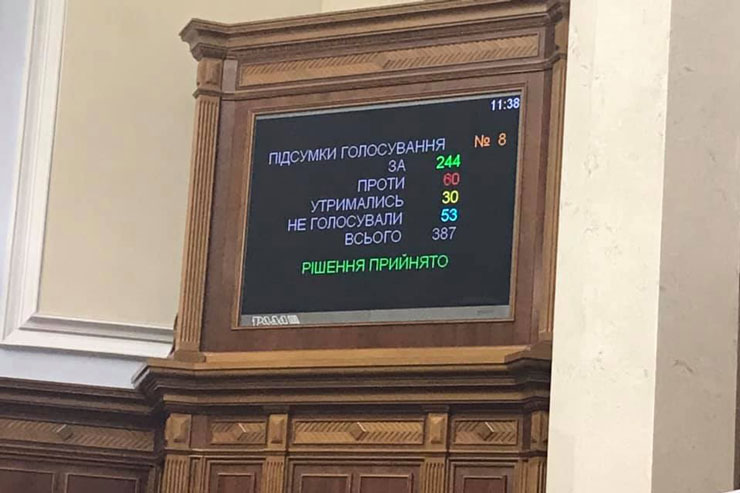 11:38
ПІДСУМКИ ГОЛОСУВАННЯ № 8
ЗА 244
ПРОТИ 60
УТРИМАЛИСЬ 30
НЕ ГОЛОСУВАЛИ 53
ВСЬОГО 387
РІШЕННЯ ПРИЙНЯТО